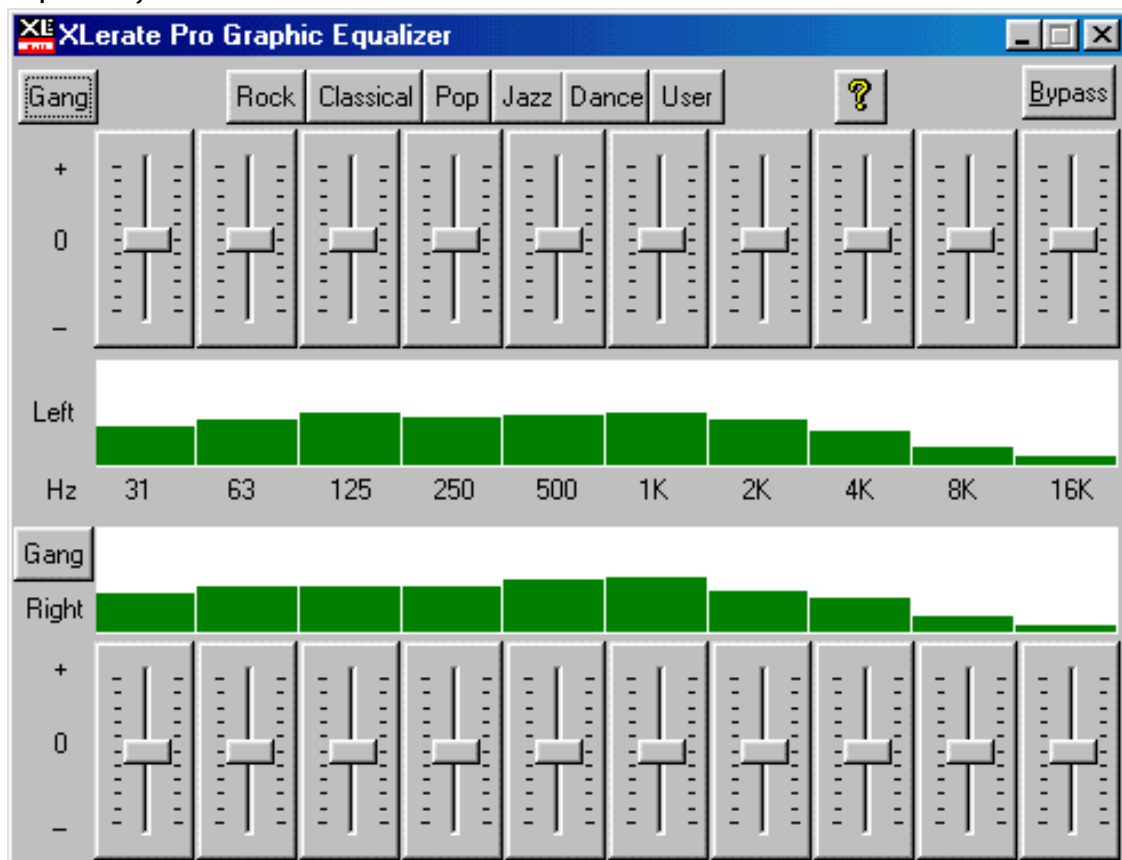 XLerate Pro Graphic Equalizer
Gang Rock Classical Pop Jazz Dance User ? Bypass
+
0
–
Left
Hz 31 63 125 250 500 1K 2K 4K 8K 16K
Gang
Right
+
0
–